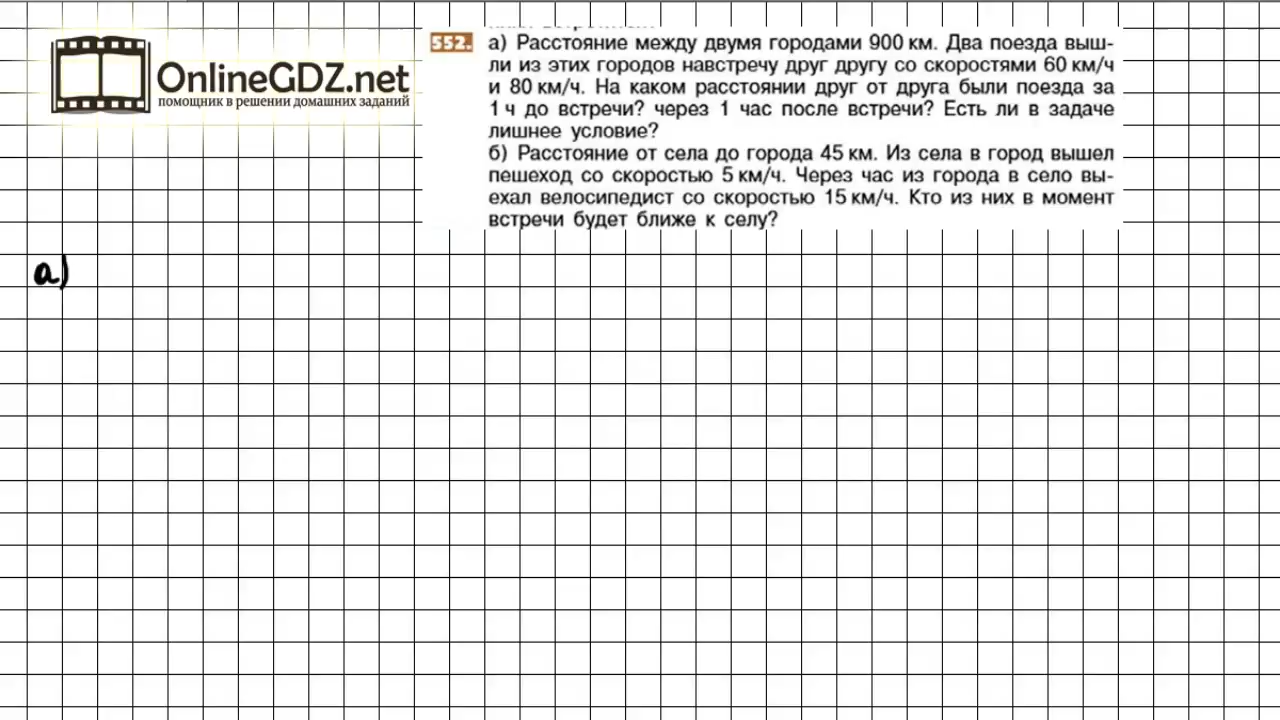 OnlineGDZ.net
помощник в решении домашних заданий
552. а) Расстояние между двумя городами 900 км. Два поезда выш-
ли из этих городов навстречу друг другу со скоростями 60 км/ч
и 80 км/ч. На каком расстоянии друг от друга были поезда за
1 ч до встречи? через 1 час после встречи? Есть ли в задаче
лишнее условие?
б) Расстояние от села до города 45 км. Из села в город вышел
пешеход со скоростью 5 км/ч. Через час из города в село вы-
ехал велосипедист со скоростью 15 км/ч. Кто из них в момент
встречи будет ближе к селу?
а)